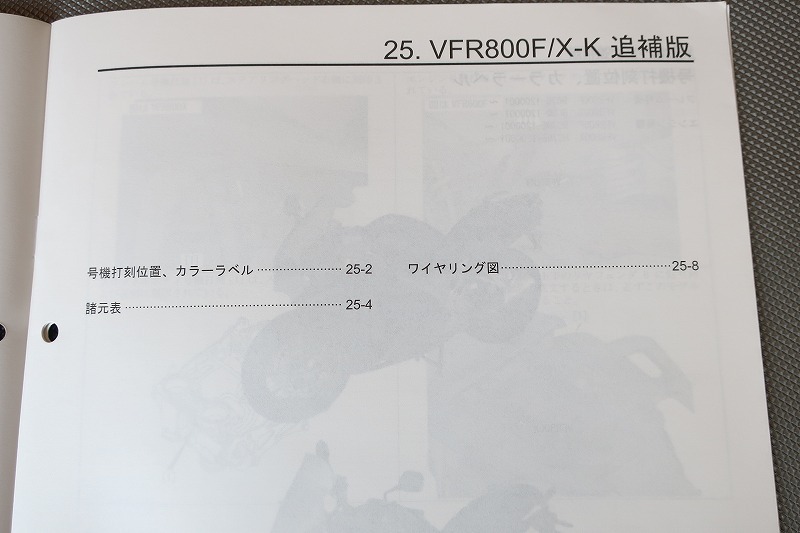 25. VFR800F/X-K 追補版
号機打刻位置、カラーラベル ························ 25-2
諸元表 ······························································ 25-4
ワイヤリング図················································25-8